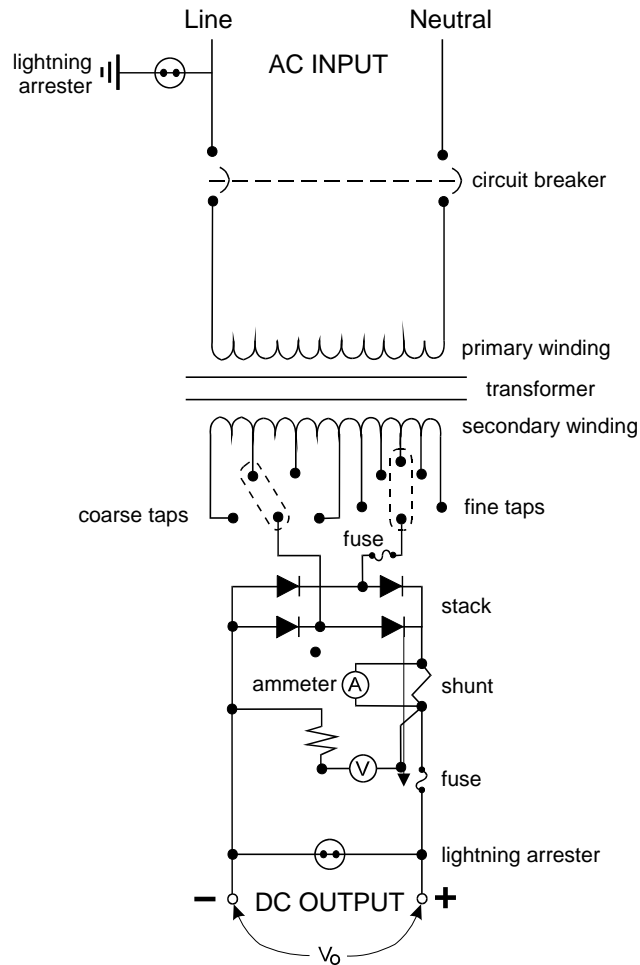 Line
Neutral
lightning
arrester
AC INPUT
circuit breaker
primary winding
transformer
secondary winding
coarse taps
fine taps
fuse
stack
ammeter
A
shunt
V
fuse
lightning arrester
– DC OUTPUT +
Vo